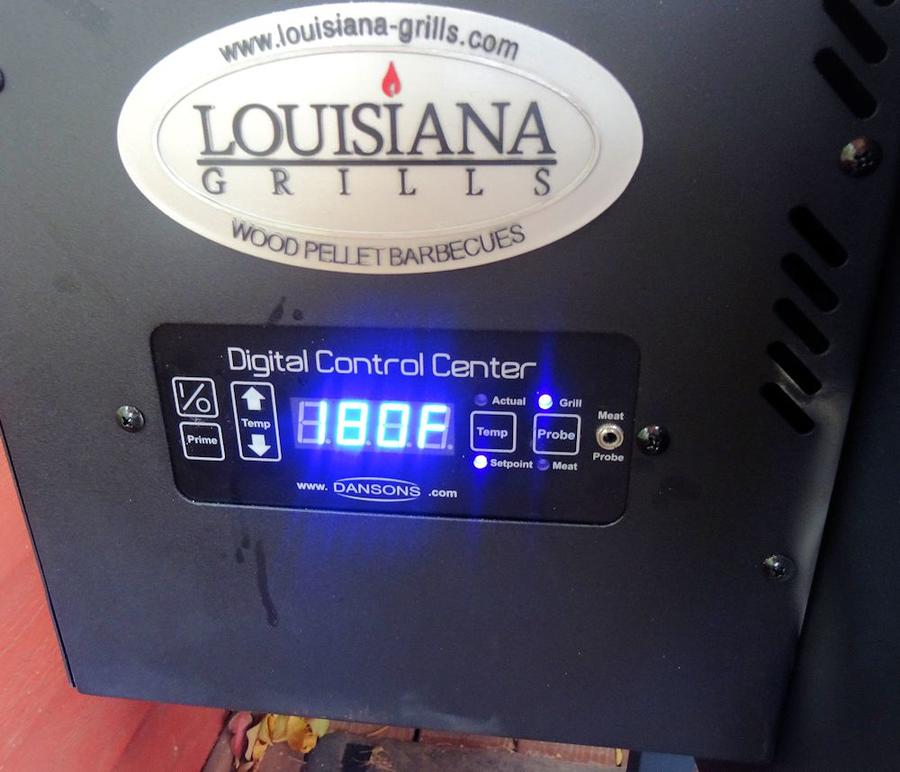 www.louisiana-grills.com
LOUISIANA
GRILLS
WOOD PELLET BARBECUES
Digital Control Center
I/O
Prime
Temp
180F
Actual
Temp
Setpoint
Grill
Probe
Meat
Meat
Probe
www. DANSONS .com